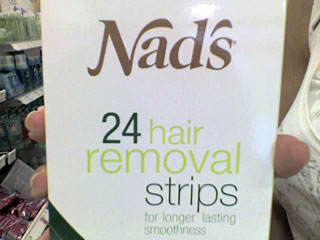 Nad's
24 hair
removal
strips
for longer lasting
smoothness